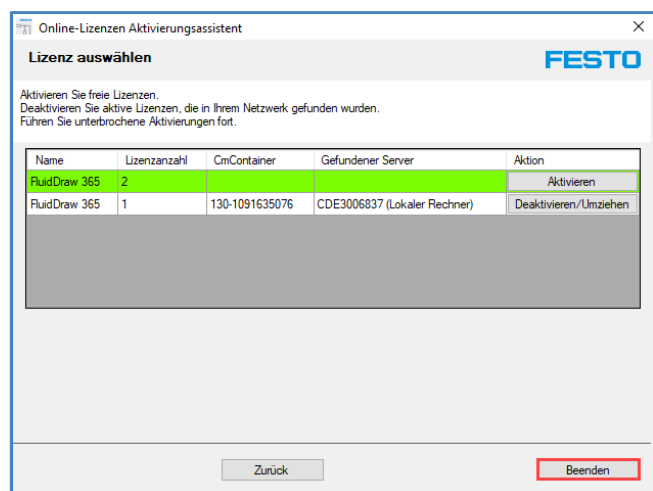 Online-Lizenzen Aktivierungsassistent
Lizenz auswählen
FESTO
Aktivieren Sie freie Lizenzen.
Deaktivieren Sie aktive Lizenzen, die in Ihrem Netzwerk gefunden wurden.
Führen Sie unterbrochene Aktivierungen fort.
Name Lizenzanzahl CmContainer Gefundener Server Aktion
FluidDraw 365 2 Aktivieren
FluidDraw 365 1 130-1091635076 CDE3006837 (Lokaler Rechner) Deaktivieren/Umziehen
Zurück Beenden